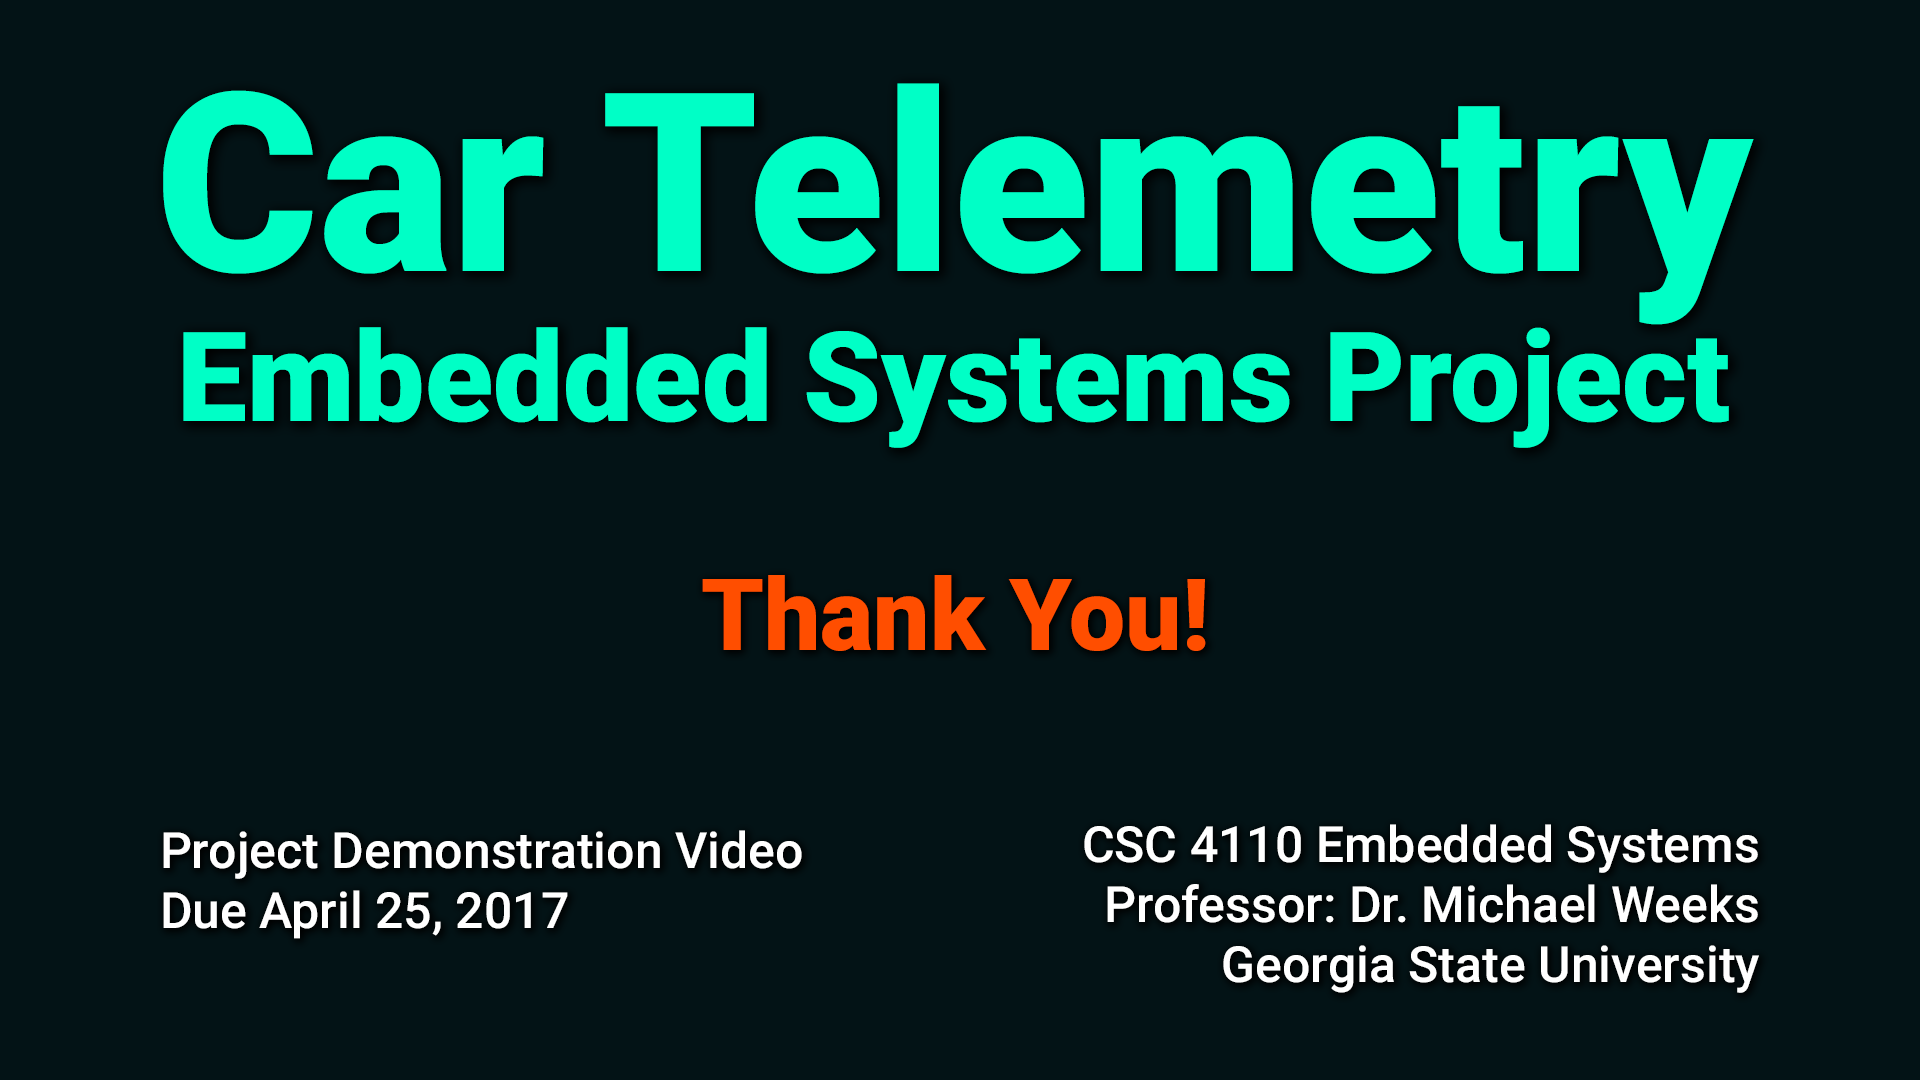 Car Telemetry
Embedded Systems Project
Thank You!
Project Demonstration Video
Due April 25, 2017
CSC 4110 Embedded Systems
Professor: Dr. Michael Weeks
Georgia State University